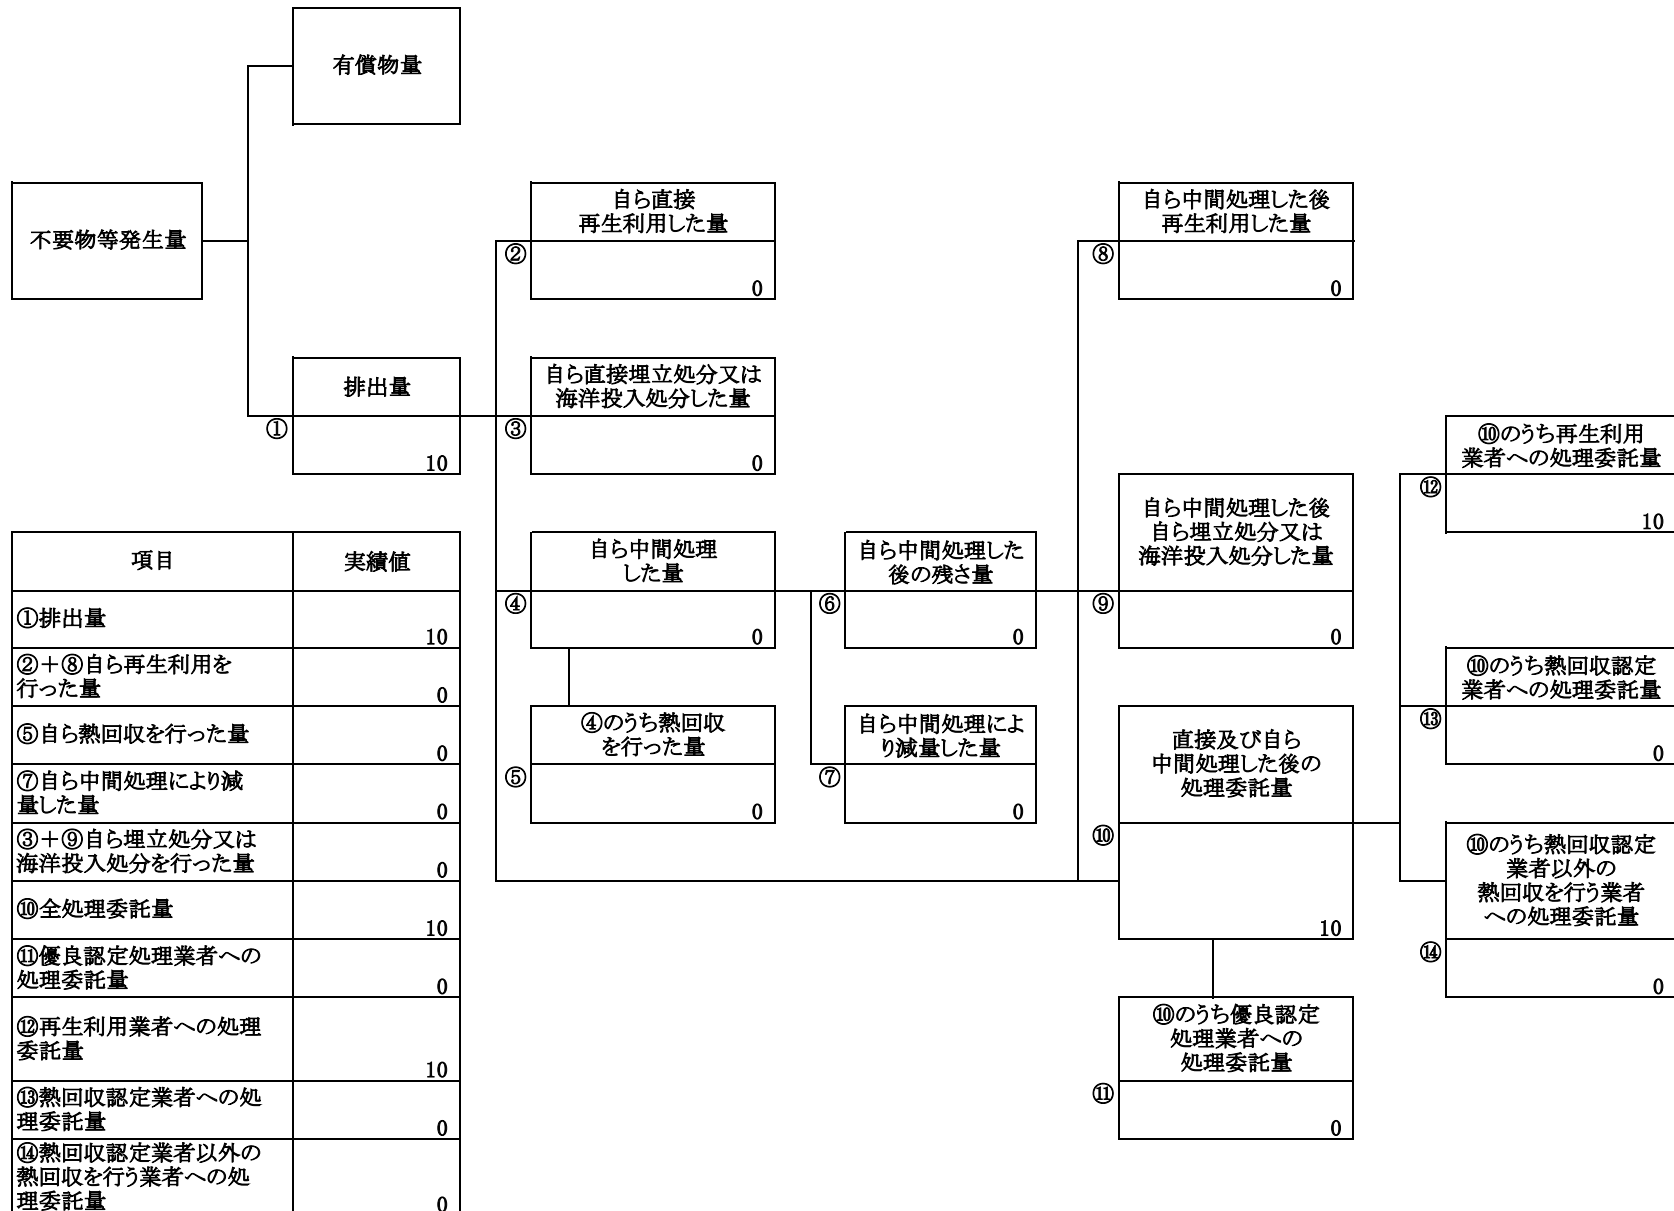 有償物量
不要物等発生量
自ら直接
再生利用した量
②
0
自ら中間処理した後
再生利用した量
⑧
0
排出量
①
10
自ら直接埋立処分又は
海洋投入処分した量
③
0
⑩のうち再生利用
業者への処理委託量
⑫
10
自ら中間処理
した量
④
0
自ら中間処理した
後の残さ量
⑥
0
自ら中間処理した後
自ら埋立処分又は
海洋投入処分した量
⑨
0
⑩のうち熱回収認定
業者への処理委託量
⑬
0
④のうち熱回収
を行った量
⑤
0
自ら中間処理によ
り減量した量
⑦
0
直接及び自ら
中間処理した後の
処理委託量
⑩
10
⑩のうち熱回収認定
業者以外の
熱回収を行う業者
への処理委託量
⑭
0
⑩のうち優良認定
処理業者への
処理委託量
⑪
0
項目 実績値
①排出量
10
②＋⑧自ら再生利用を
行った量
0
⑤自ら熱回収を行った量
0
⑦自ら中間処理により減
量した量
0
③＋⑨自ら埋立処分又は
海洋投入処分を行った量
0
⑩全処理委託量
10
⑪優良認定処理業者への
処理委託量
0
⑫再生利用業者への処理
委託量
10
⑬熱回収認定業者への処
理委託量
0
⑭熱回収認定業者以外の
熱回収を行う業者への処
理委託量
0